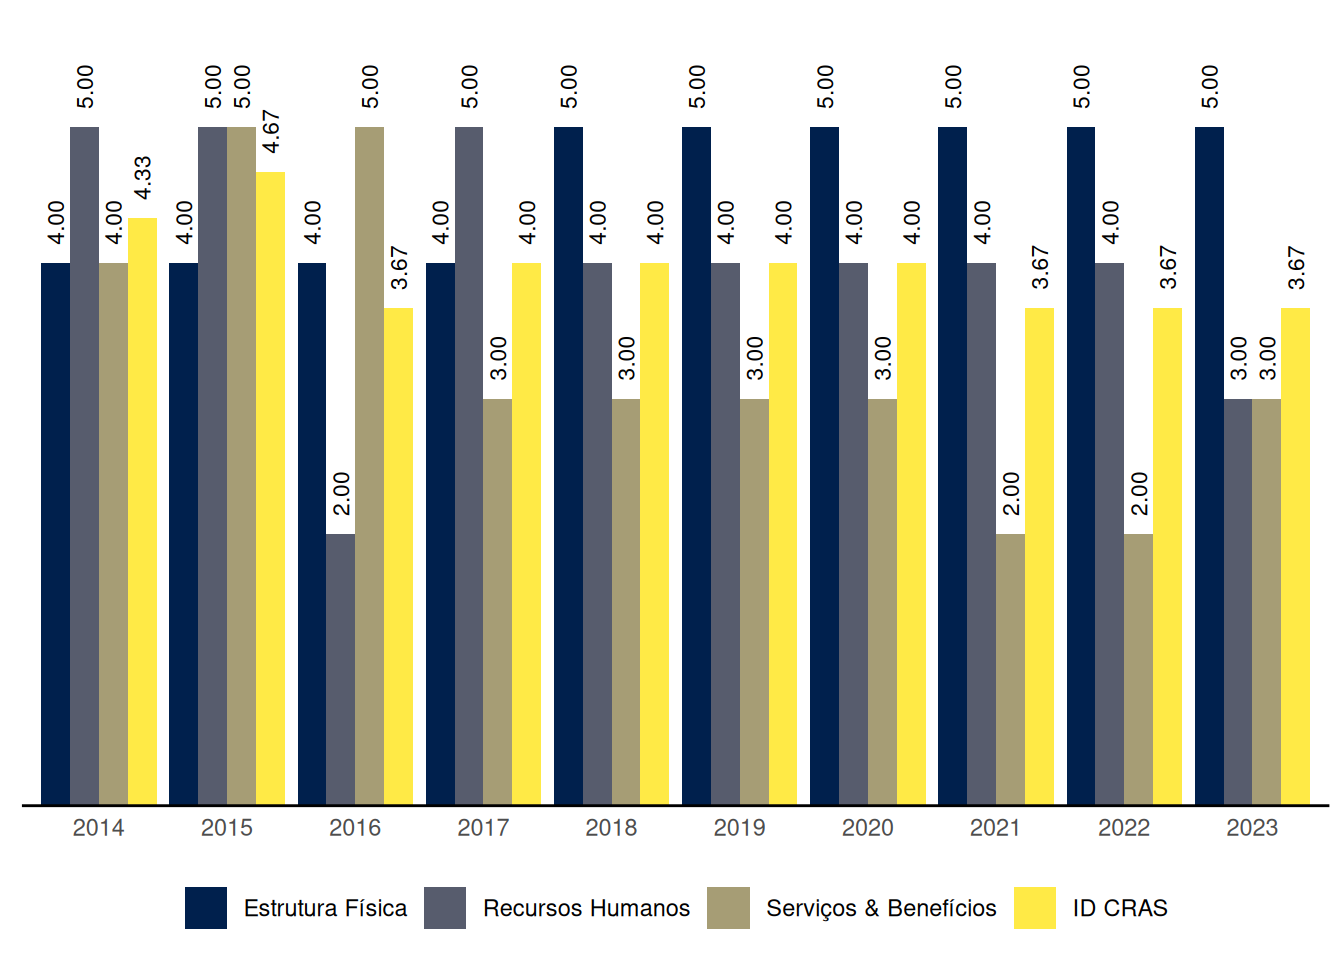 4.00 5.00 4.00 4.33
4.00 5.00 5.00 4.67
4.00 2.00 5.00 3.67
4.00 5.00 3.00 4.00
5.00 4.00 3.00 4.00
5.00 4.00 3.00 4.00
5.00 4.00 3.00 4.00
5.00 4.00 2.00 3.67
5.00 4.00 2.00 3.67
5.00 3.00 3.00 3.67
2014 2015 2016 2017 2018 2019 2020 2021 2022 2023
Estrutura Física Recursos Humanos Serviços & Benefícios ID CRAS